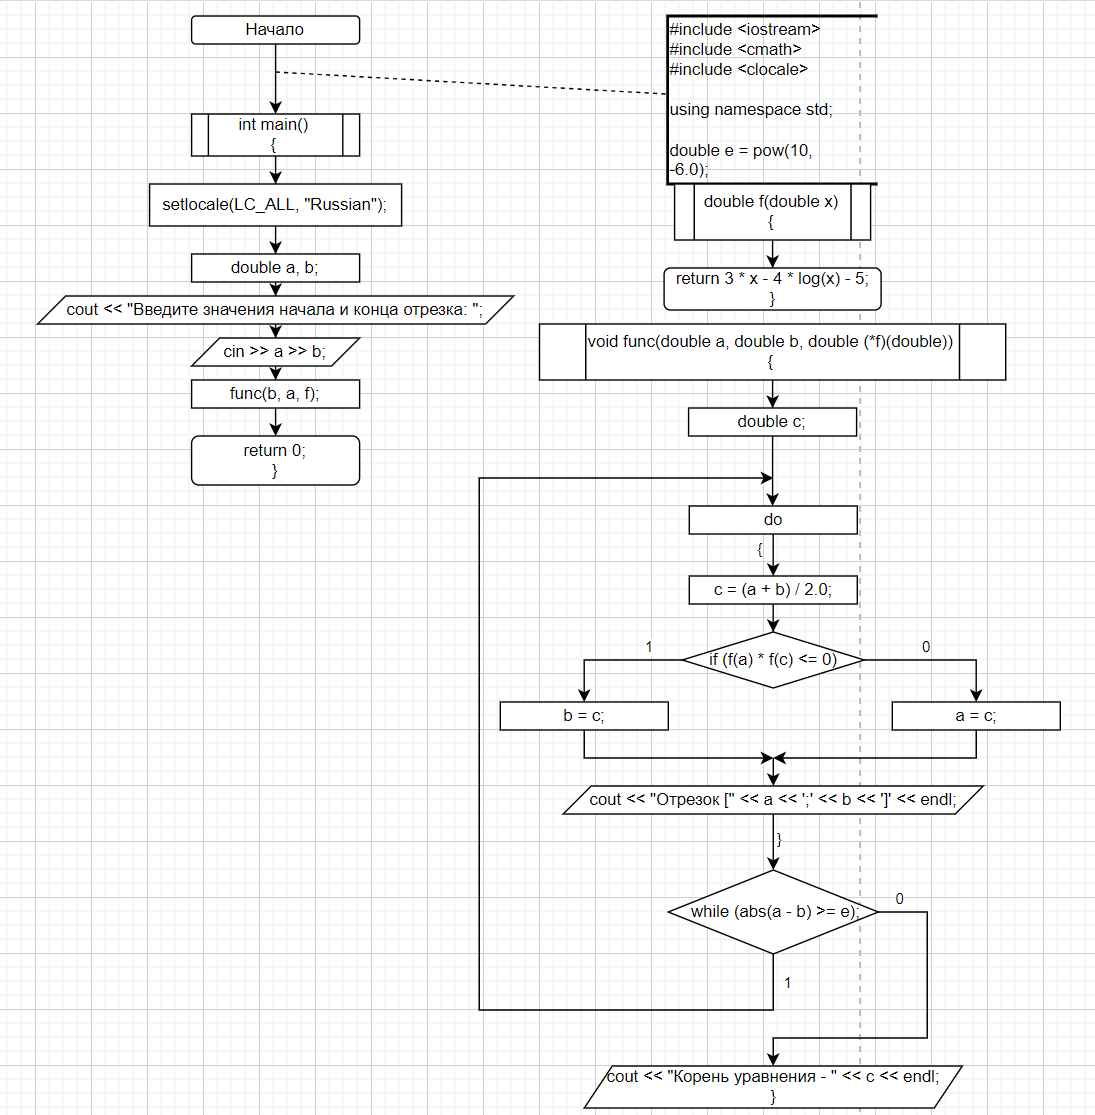 Начало
int main()
{
setlocale(LC_ALL, "Russian");
double a, b;
cout << "Введите значения начала и конца отрезка: ";
cin >> a >> b;
func(b, a, f);
return 0;
}
#include <iostream>
#include <cmath>
#include <clocale>
using namespace std;
double e = pow(10,
-6.0);
double f(double x)
{
return 3 * x - 4 * log(x) - 5;
}
void func(double a, double b, double (*f)(double))
{
double c;
do
{
c = (a + b) / 2.0;
if (f(a) * f(c) <= 0)
1
0
b = c;
a = c;
cout << "Отрезок [" << a << ';' << b << ']' << endl;
}
while (abs(a - b) >= e);
0
1
cout << "Корень уравнения - " << c << endl;
}